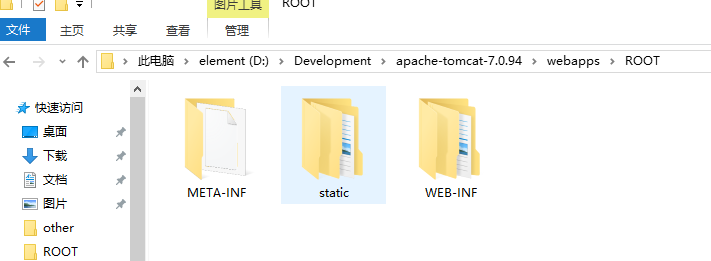 图片工具
ROOT
文件
主页
共享
查看
管理
此电脑 > element (D:) > Development > apache-tomcat-7.0.94 > webapps > ROOT
快速访问
桌面
下载
文档
图片
other
ROOT
META-INF
static
WEB-INF